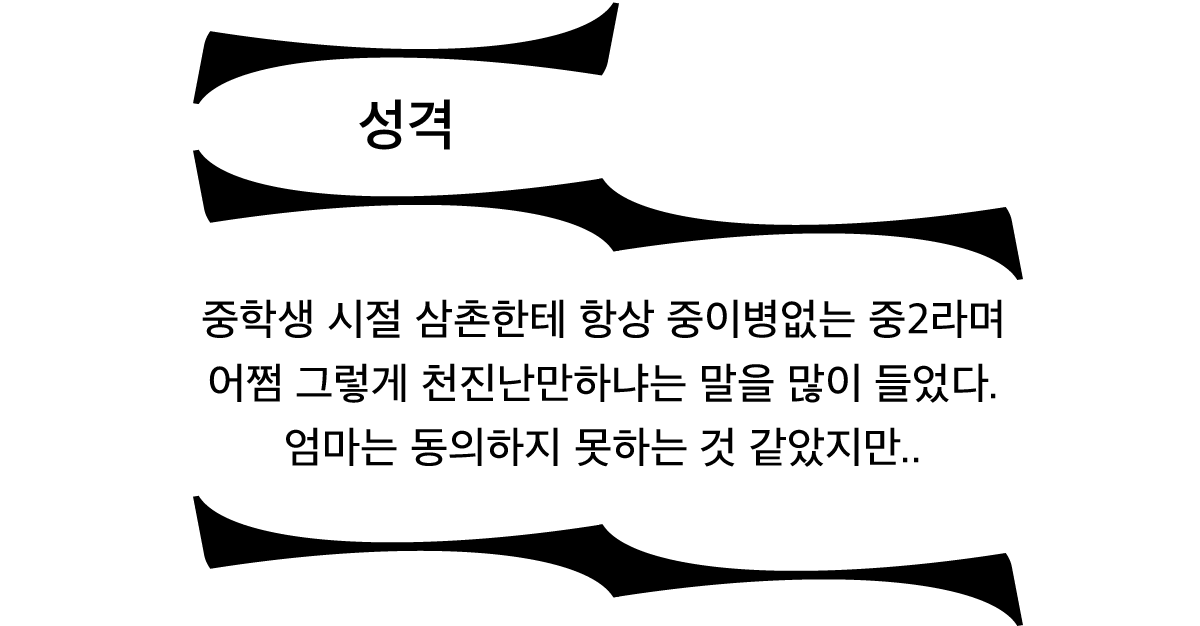 성격
중학생 시절 삼촌한테 항상 중이병없는 중2라며
어쩜 그렇게 천진난만하냐는 말을 많이 들었다.
엄마는 동의하지 못하는 것 같았지만..